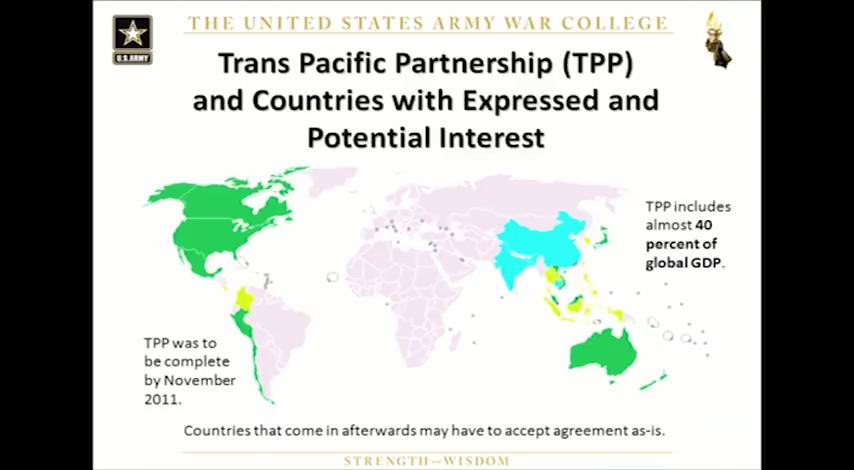 THE UNITED STATES ARMY WAR COLLEGE
U.S.ARMY
Trans Pacific Partnership (TPP)
and Countries with Expressed and
Potential Interest
TPP includes
almost 40
percent of
global GDP.
TPP was to
be complete
by November
2011.
Countries that come in afterwards may have to accept agreement as-is.
STRENGTH and WISDOM